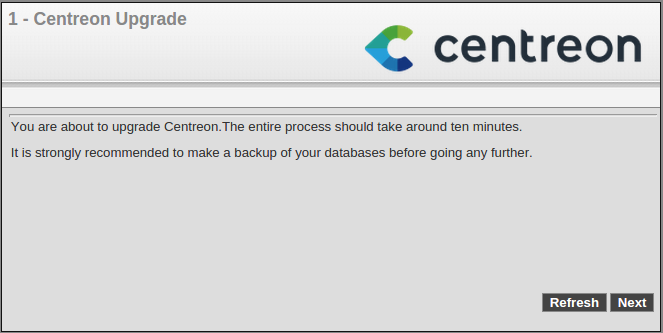 1 - Centreon Upgrade
centreon
You are about to upgrade Centreon.The entire process should take around ten minutes.
It is strongly recommended to make a backup of your databases before going any further.
Refresh Next